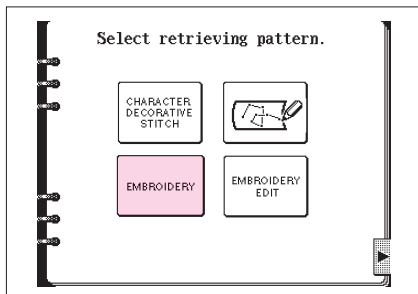 Select retrieving pattern.
CHARACTER
DECORATIVE
STITCH
EMBROIDERY
EMBROIDERY
EDIT